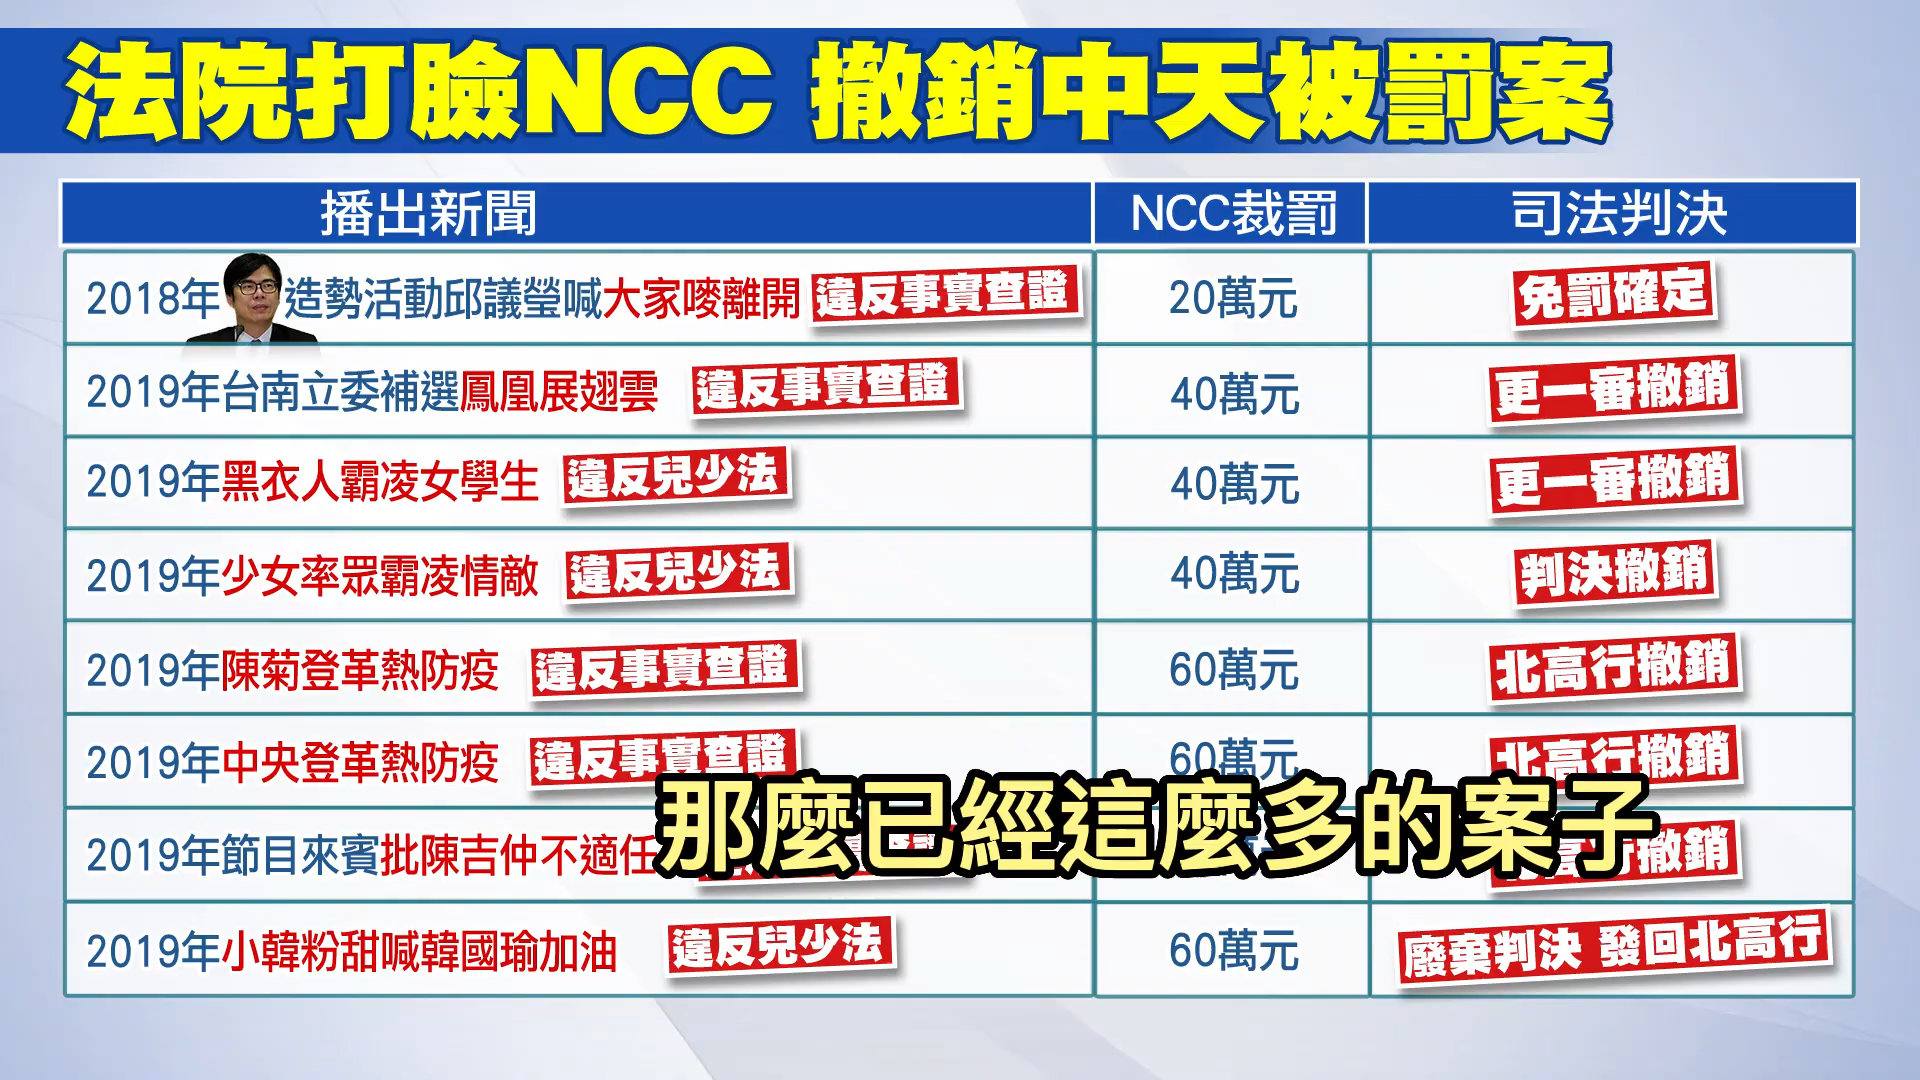 法院打臉NCC 撤銷中天被罰案
播出新聞 NCC裁罰 司法判決
2018年 造勢活動邱議瑩喊大家嘜離開 違反事實查證 20萬元 免罰確定
2019年台南立委補選鳳凰展翅雲 違反事實查證 40萬元 更一審撤銷
2019年黑衣人霸凌女學生 違反兒少法 40萬元 更一審撤銷
2019年少女率眾霸凌情敵 違反兒少法 40萬元 判決撤銷
2019年陳菊登革熱防疫 違反事實查證 60萬元 北高行撤銷
2019年中央登革熱防疫 違反事實查證 60萬元 北高行撤銷
2019年節目來賓批陳吉仲不適任 撤銷
那麼已經這麼多的案子
2019年小韓粉甜喊韓國瑜加油 違反兒少法 60萬元 廢棄判決 發回北高行